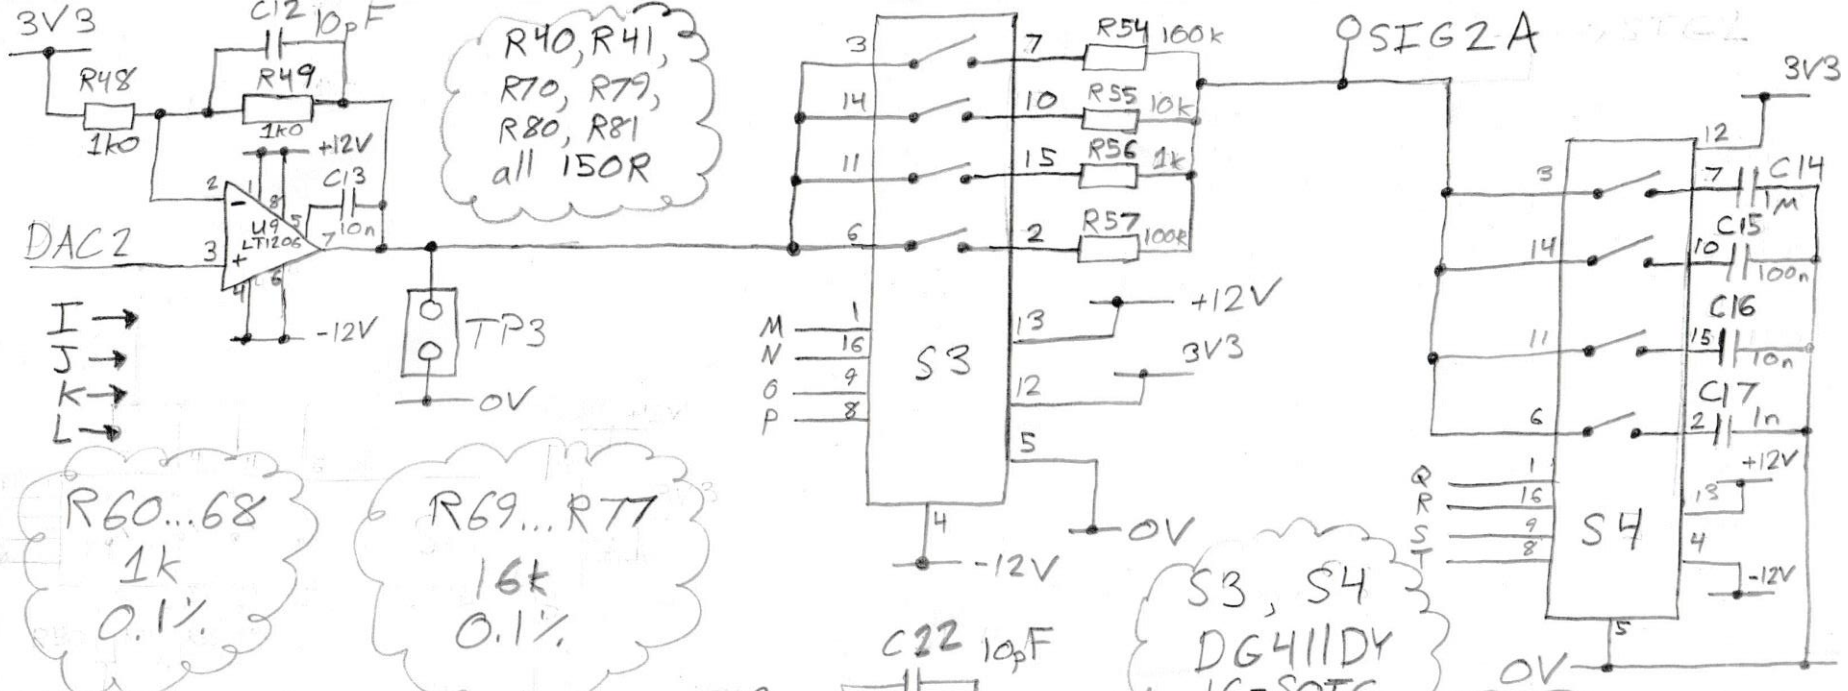 3V3
C12 10pF
R48
1k0
R49
1k0
+12V
C13
10n
2
1
8
5
U9
LT1206
7
DAC2
3
4
6
-12V
I
J
K
L
TP3
0V
R40, R41,
R70, R79,
R80, R81
all 150R
3
14
11
6
7
10
15
2
R54 100k
R55 10k
R56 1k
R57 100R
M 1
N 16
O 9
P 8
S3
13
+12V
12
3V3
5
0V
4
-12V
SIG2A
3V3
12
3
14
11
6
7 C14
1M
C15
10
100n
C16
15
10n
C17
2 1n
Q 1
R 16
S 9
T 8
S4
+12V
13
4
-12V
5
0V
R60...68
1k
0.1%
R69...R77
16k
0.1%
C22 10pF
S3, S4
DG411DY